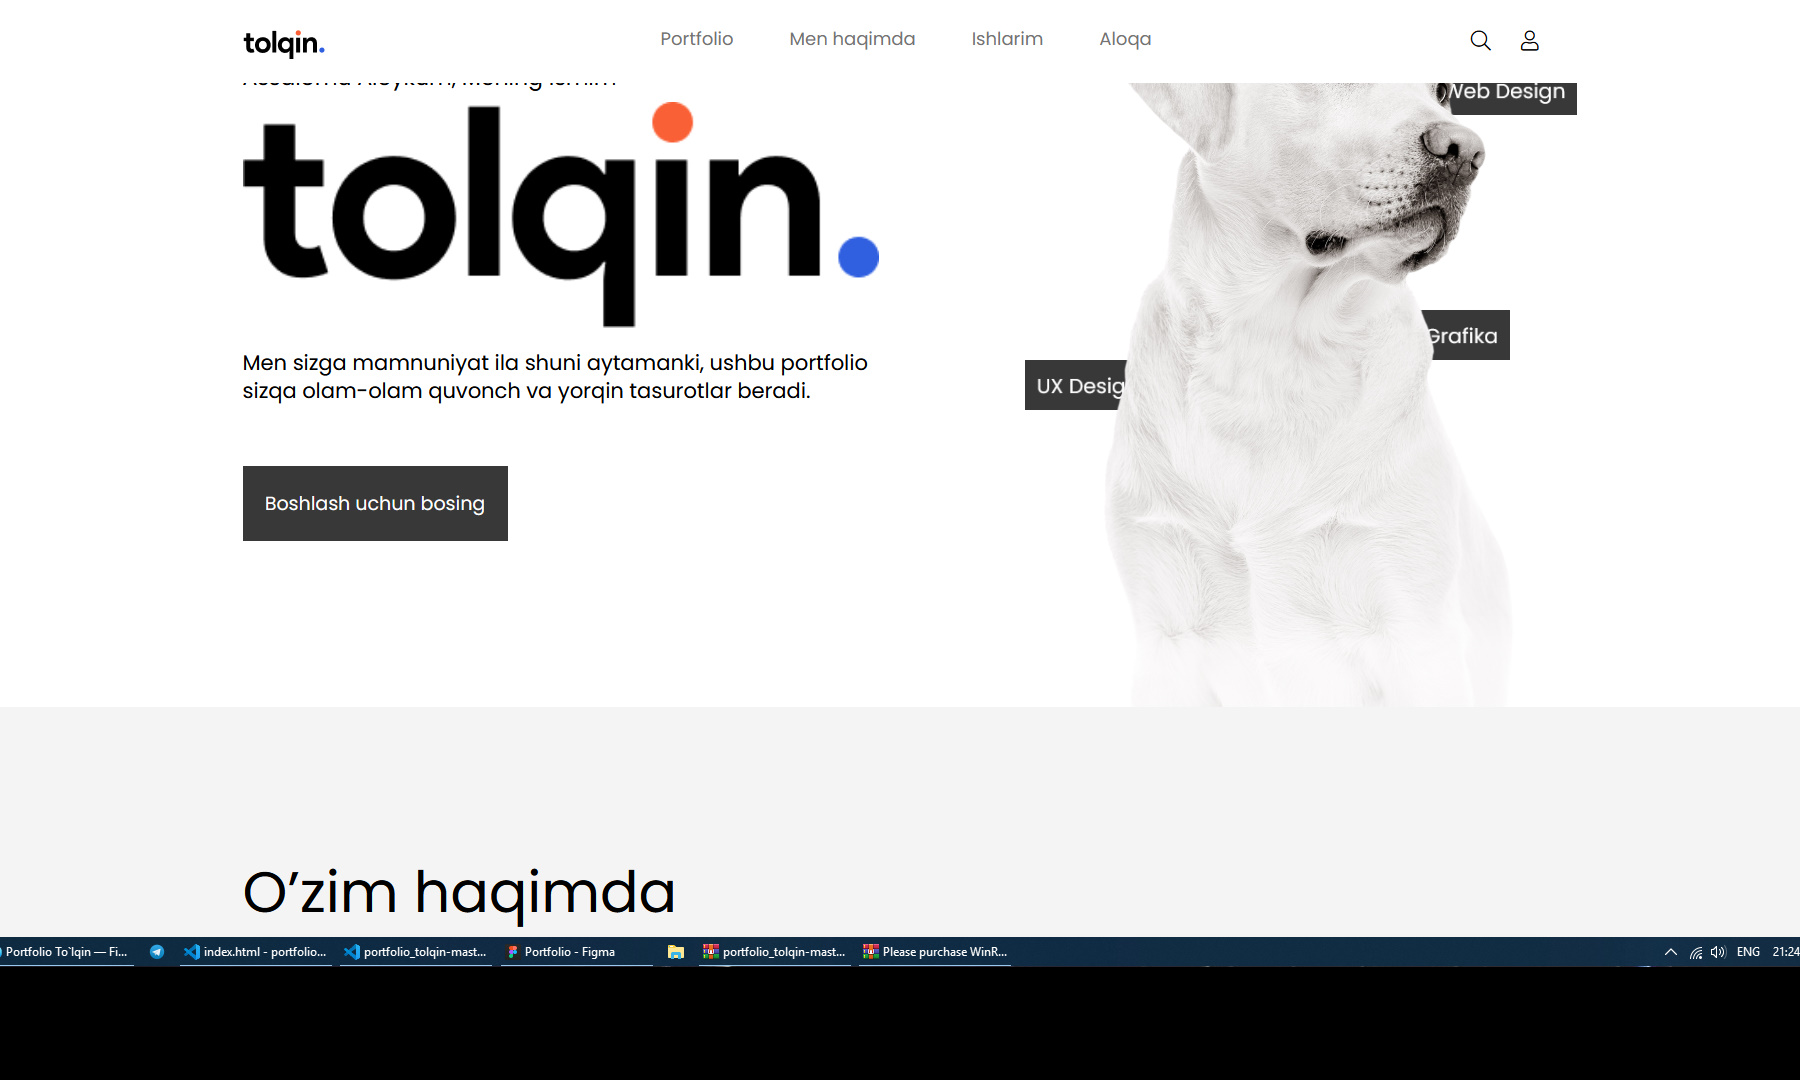 tolqin.
Portfolio
Men haqimda
Ishlarim
Aloqa
tolqin.
Web Design
Grafika
UX Desig
Men sizga mamnuniyat ila shuni aytamanki, ushbu portfolio
sizqa olam-olam quvonch va yorqin tasurotlar beradi.
Boshlash uchun bosing
O’zim haqimda
Portfolio To`lqin — Fi...
index.html - portfolio...
portfolio_tolqin-mast...
Portfolio - Figma
portfolio_tolqin-mast...
Please purchase WinR...
ENG
21:24